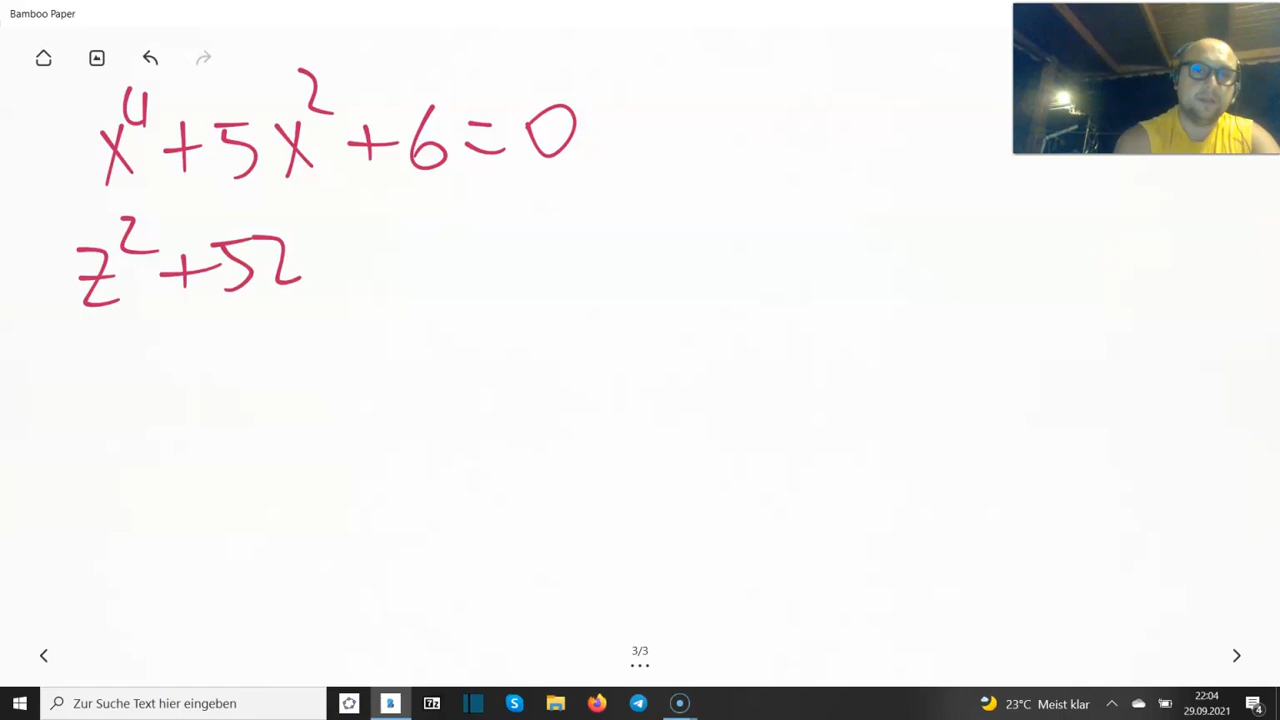 Bamboo Paper
x⁴+5x²+6=0
z²+5z
3/3
Zur Suche Text hier eingeben
23°C Meist klar
22:04
29.09.2021
4